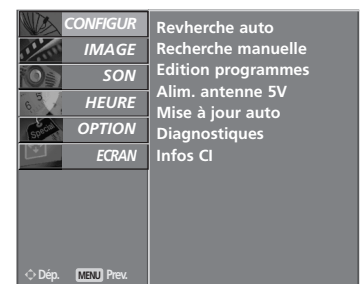 CONFIGUR
IMAGE
SON
HEURE
OPTION
ECRAN
Revherche auto
Recherche manuelle
Edition programmes
Alim. antenne 5V
Mise à jour auto
Diagnostiques
Infos CI
Dép. MENU Prev.